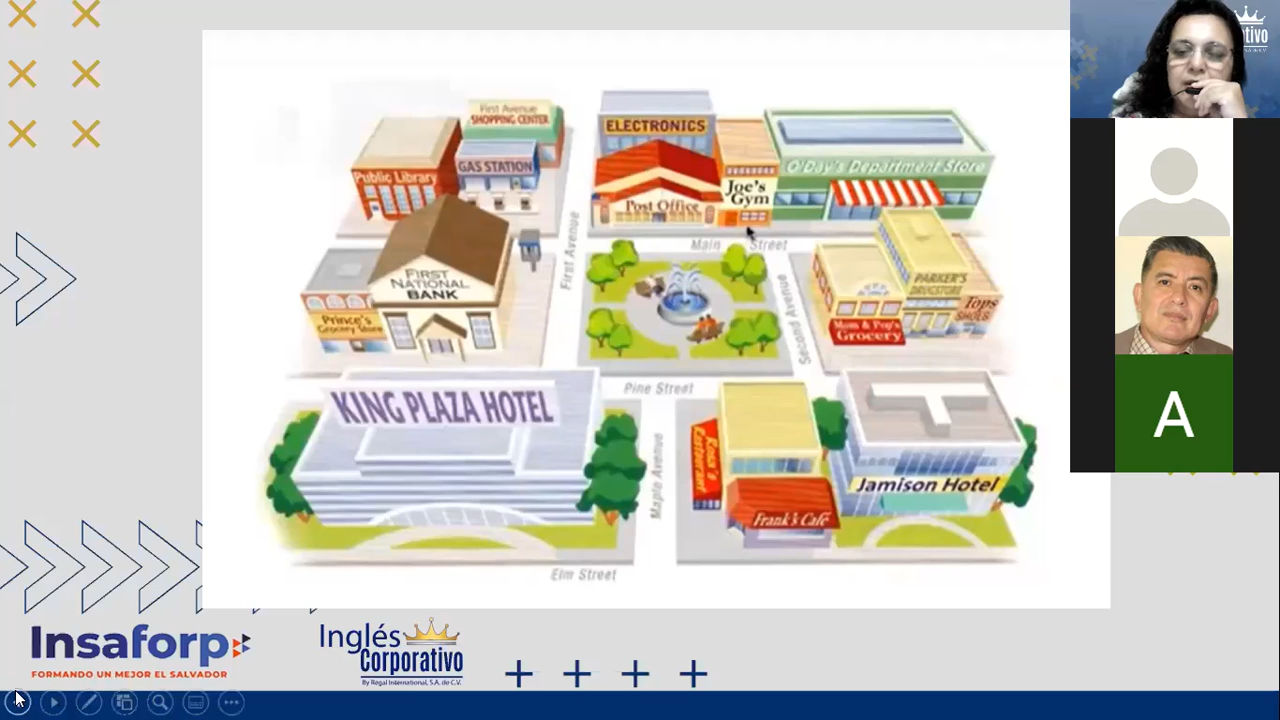 First Avenue
SHOPPING CENTER
GAS STATION
Public Library
ELECTRONICS
Post Office
Joe's
Gym
O'Day's Department Store
Main Street
First Avenue
Second Avenue
FIRST
NATIONAL
BANK
Prince's
Grocery Store
PARKER'S
DRUGSTORE
Tops
SHOES
Mom & Pop's
Grocery
Pine Street
KING PLAZA HOTEL
Maple Avenue
Rosa's
Restaurant
Frank's Café
Jamison Hotel
Elm Street
Insaforp
FORMANDO UN MEJOR EL SALVADOR
Inglés
Corporativo
By Regal International, S.A. de C.V.
ativo
A